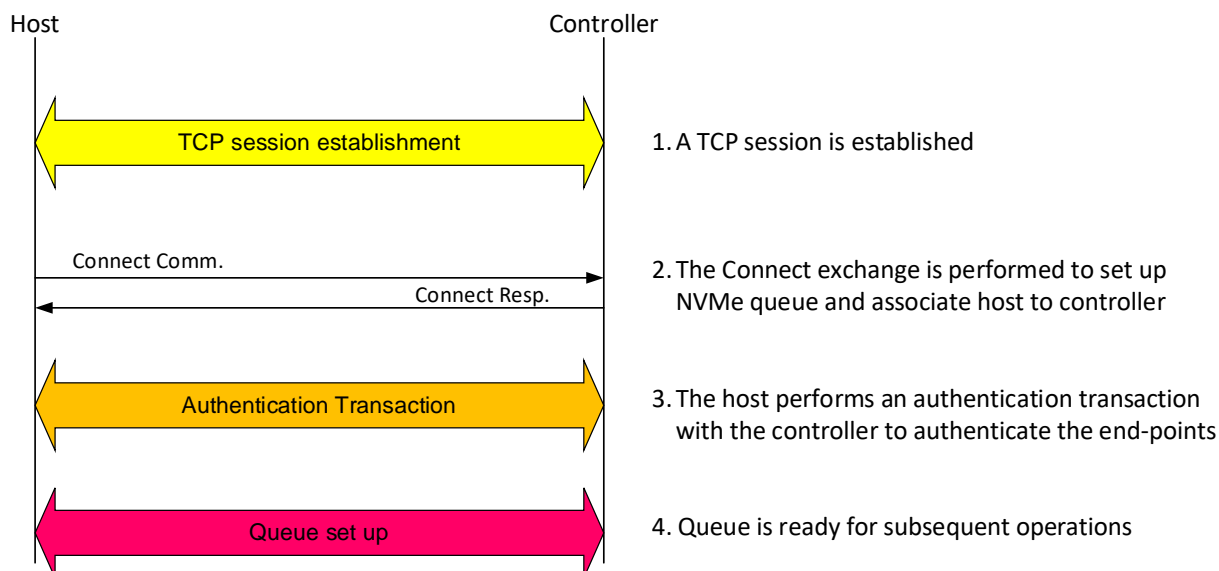 Host
Controller
TCP session establishment
1. A TCP session is established
Connect Comm.
Connect Resp.
2. The Connect exchange is performed to set up
NVMe queue and associate host to controller
Authentication Transaction
3. The host performs an authentication transaction
with the controller to authenticate the end-points
Queue set up
4. Queue is ready for subsequent operations